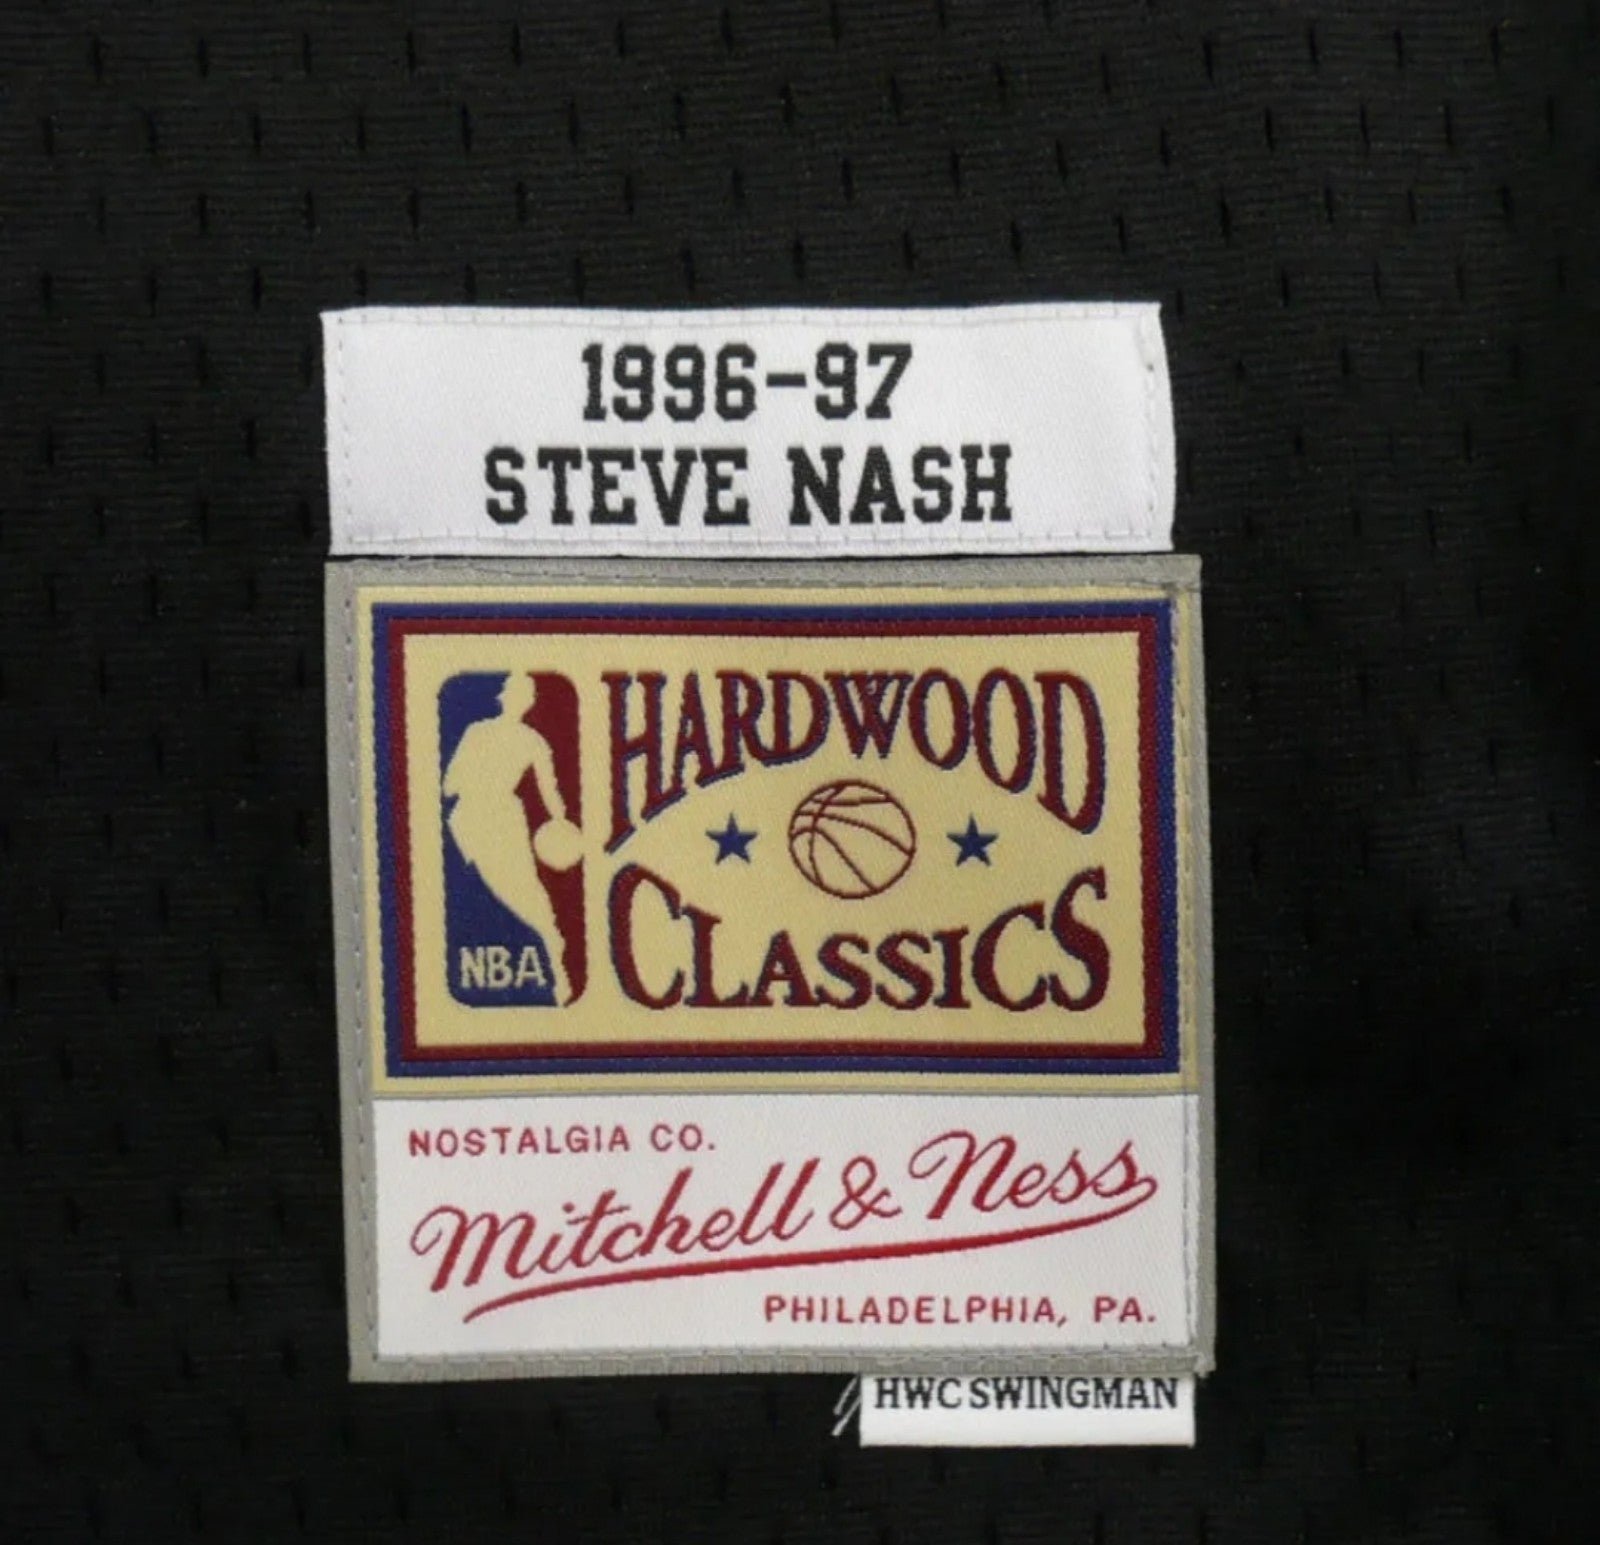 1996-97
STEVE NASH
HARDWOOD
CLASSICS
NBA
NOSTALGIA CO.
Mitchell & Ness
PHILADELPHIA, PA.
HWC SWINGMAN